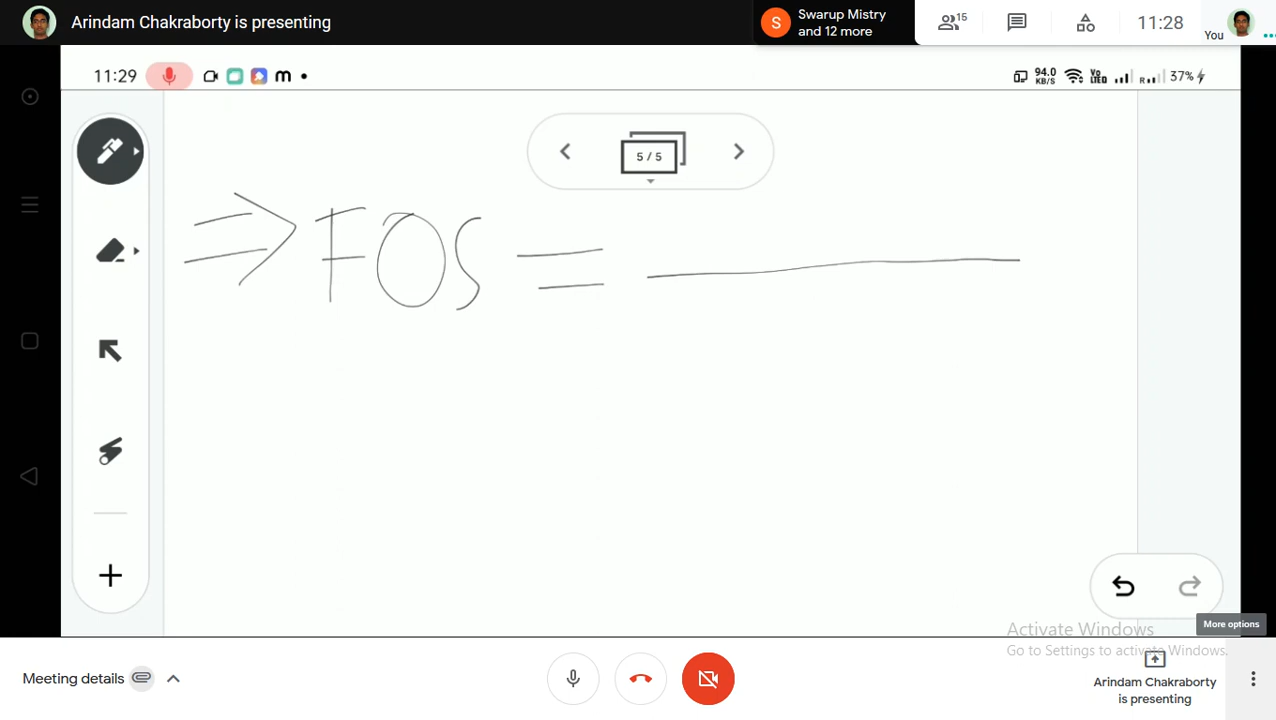 Arindam Chakraborty is presenting
S
Swarup Mistry
and 12 more
15
11:28
You
11:29
m
94.0
KB/S
Vo
LTE
R
37%
5 / 5
⇒ FOS =
Activate Windows
Go to Settings to activate Windows.
More options
Meeting details
Arindam Chakraborty
is presenting